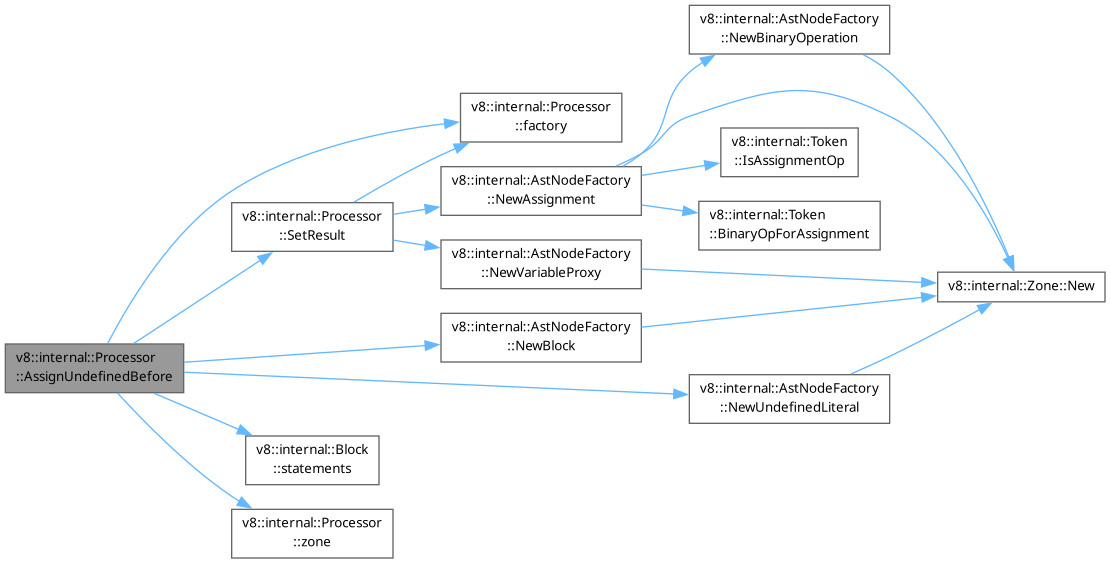 v8::internal::AstNodeFactory
::NewBinaryOperation
v8::internal::Processor
::factory
v8::internal::Token
::IsAssignmentOp
v8::internal::AstNodeFactory
::NewAssignment
v8::internal::Processor
::SetResult
v8::internal::Token
::BinaryOpForAssignment
v8::internal::AstNodeFactory
::NewVariableProxy
v8::internal::Zone::New
v8::internal::AstNodeFactory
::NewBlock
v8::internal::Processor
::AssignUndefinedBefore
v8::internal::AstNodeFactory
::NewUndefinedLiteral
v8::internal::Block
::statements
v8::internal::Processor
::zone